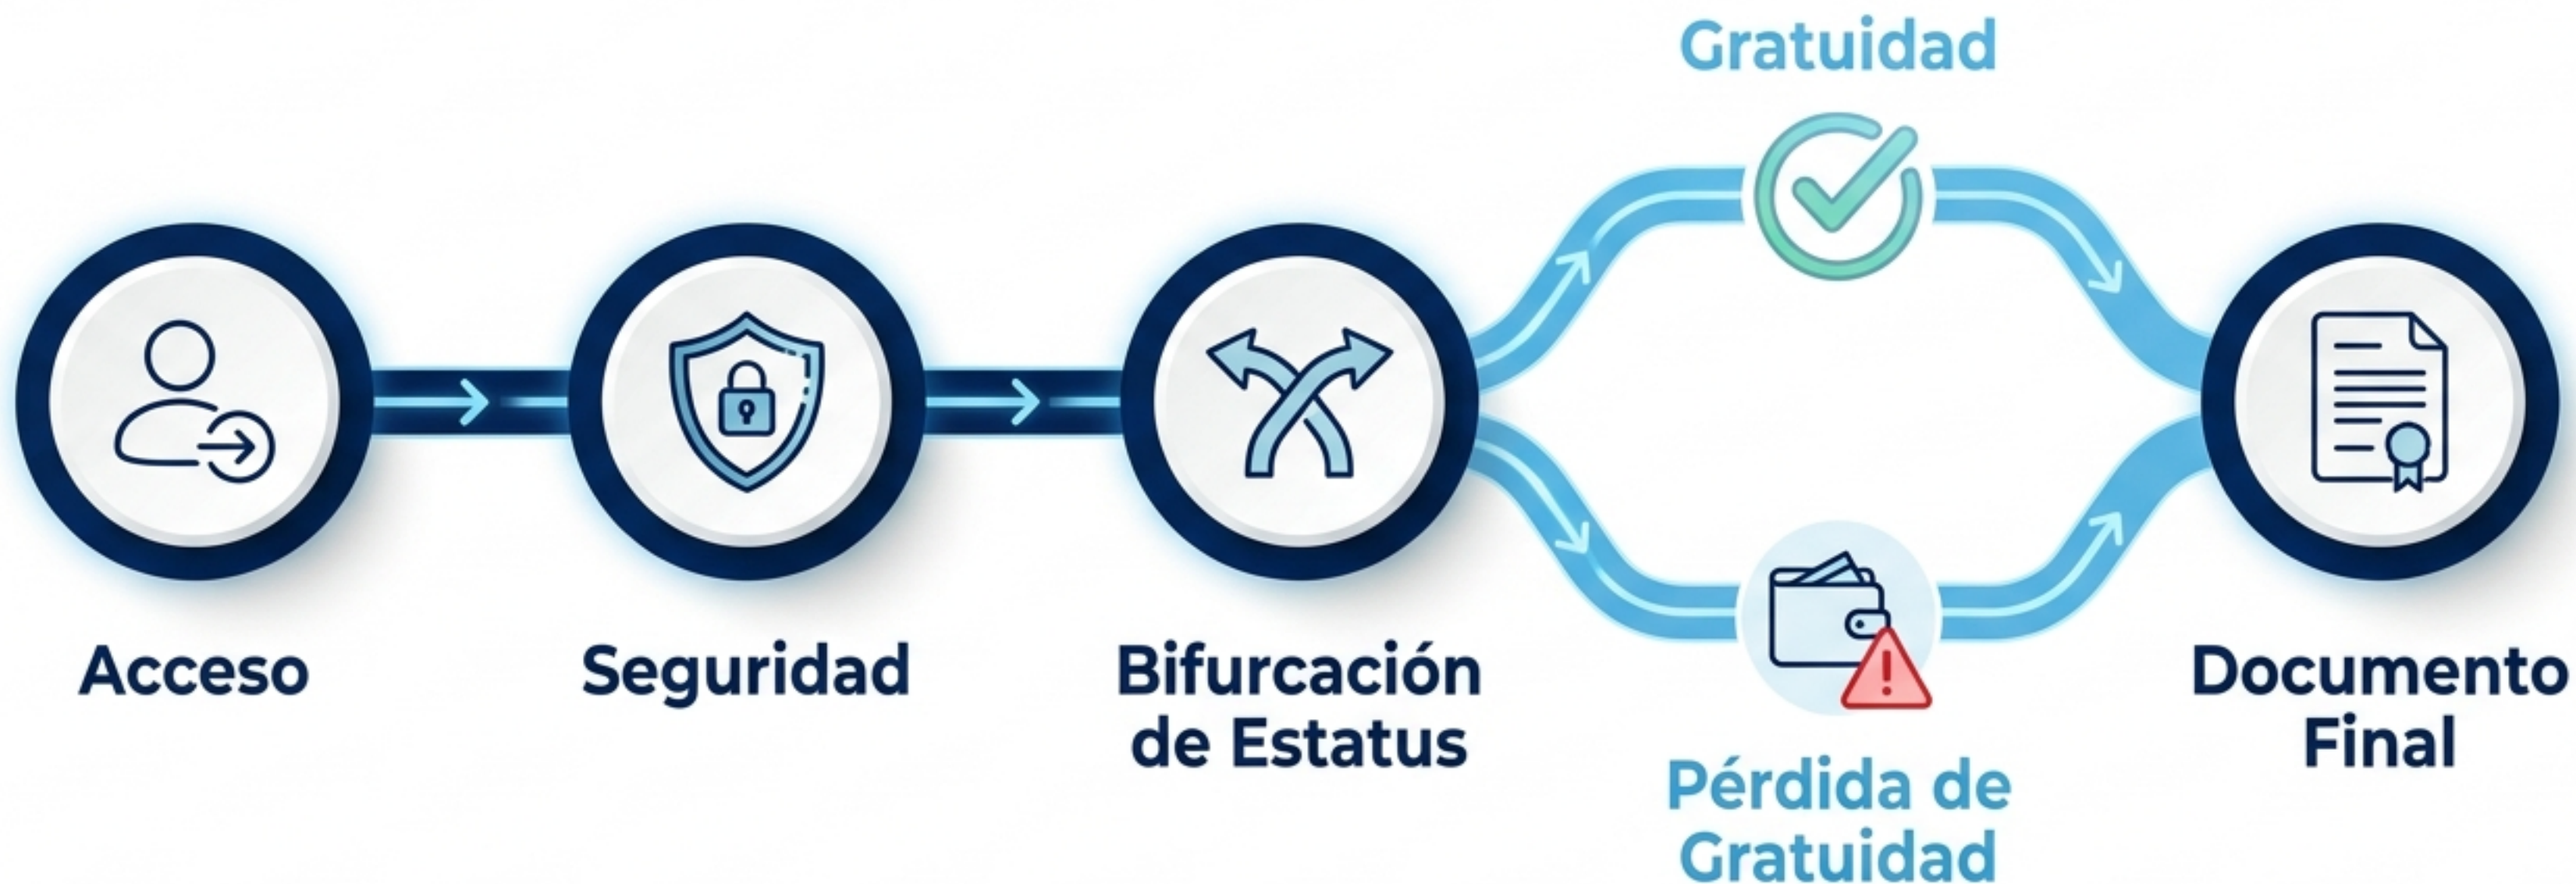 Gratuidad
Acceso
Seguridad
Bifurcación
de Estatus
Pérdida de
Gratuidad
Documento
Final